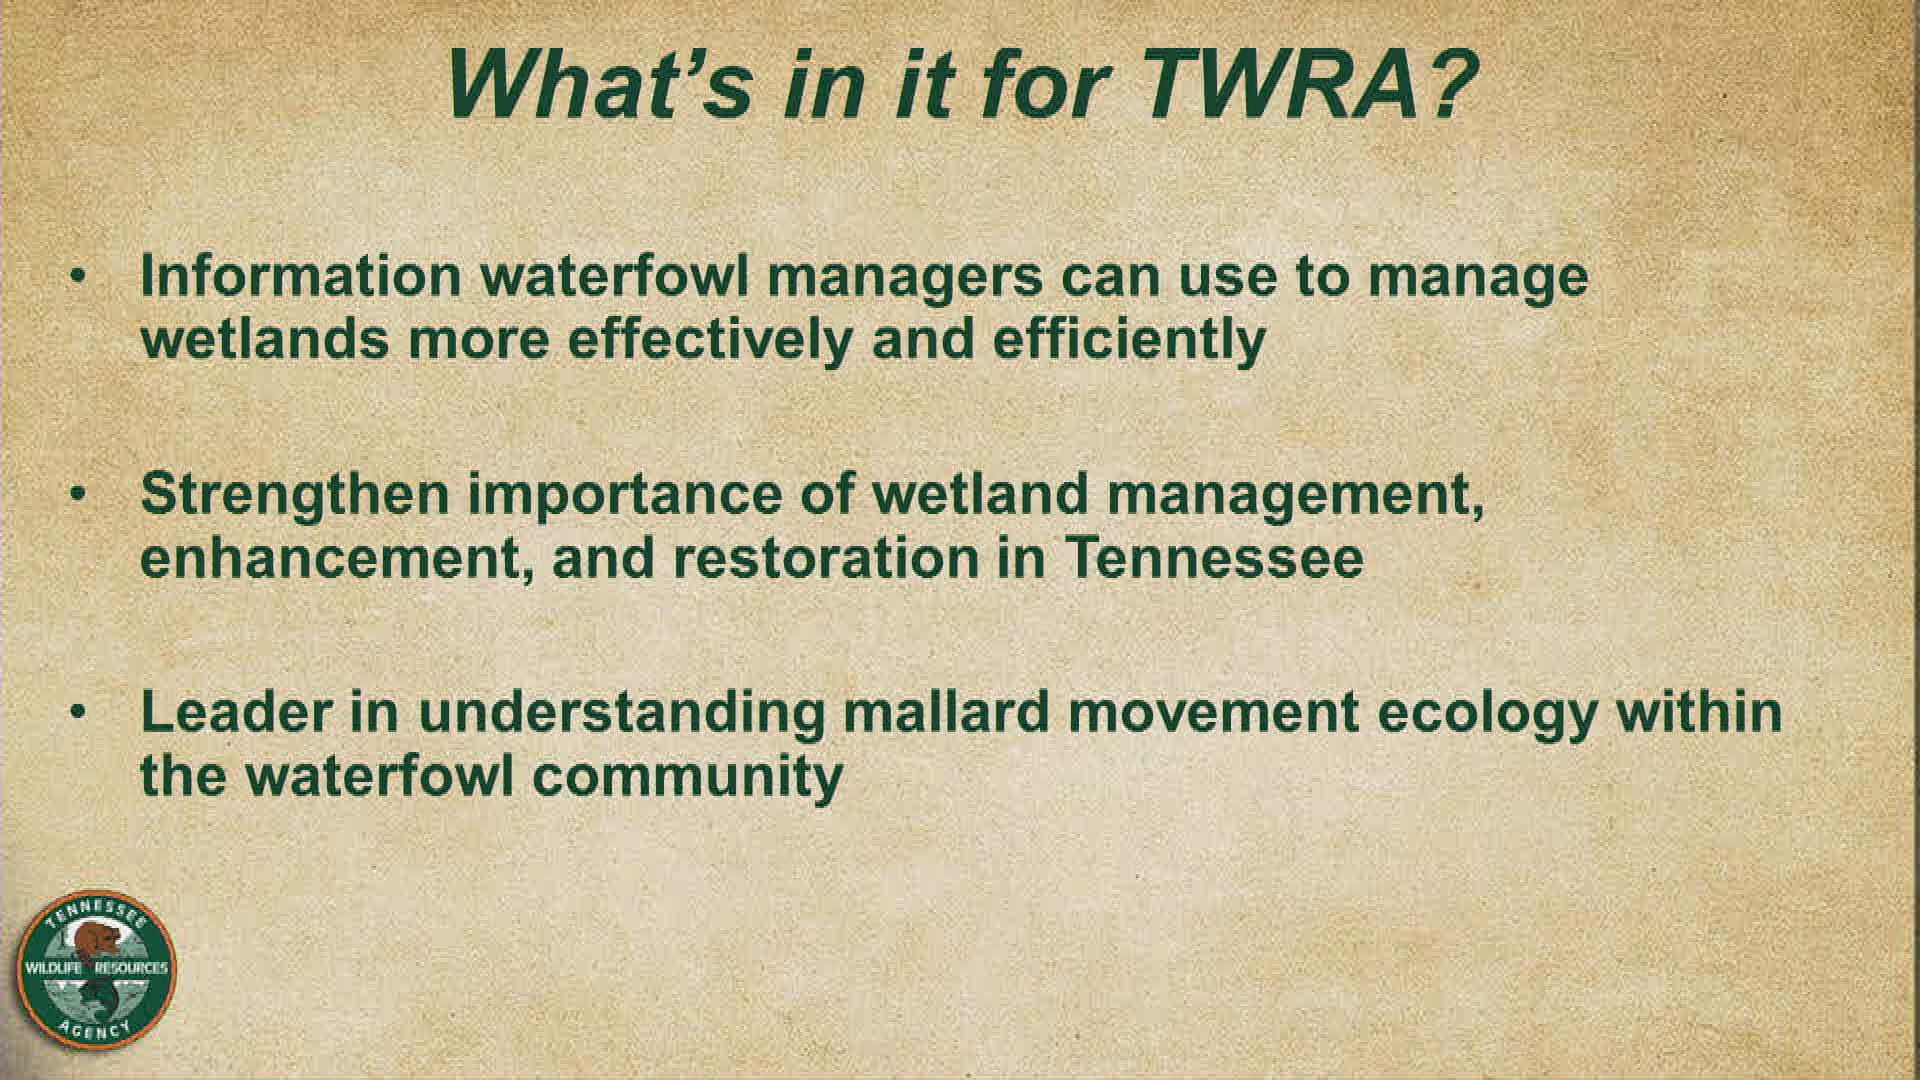 What's in it for TWRA?
• Information waterfowl managers can use to manage
wetlands more effectively and efficiently
• Strengthen importance of wetland management,
enhancement, and restoration in Tennessee
• Leader in understanding mallard movement ecology within
the waterfowl community
TENNESSEE
WILDLIFE RESOURCES
AGENCY